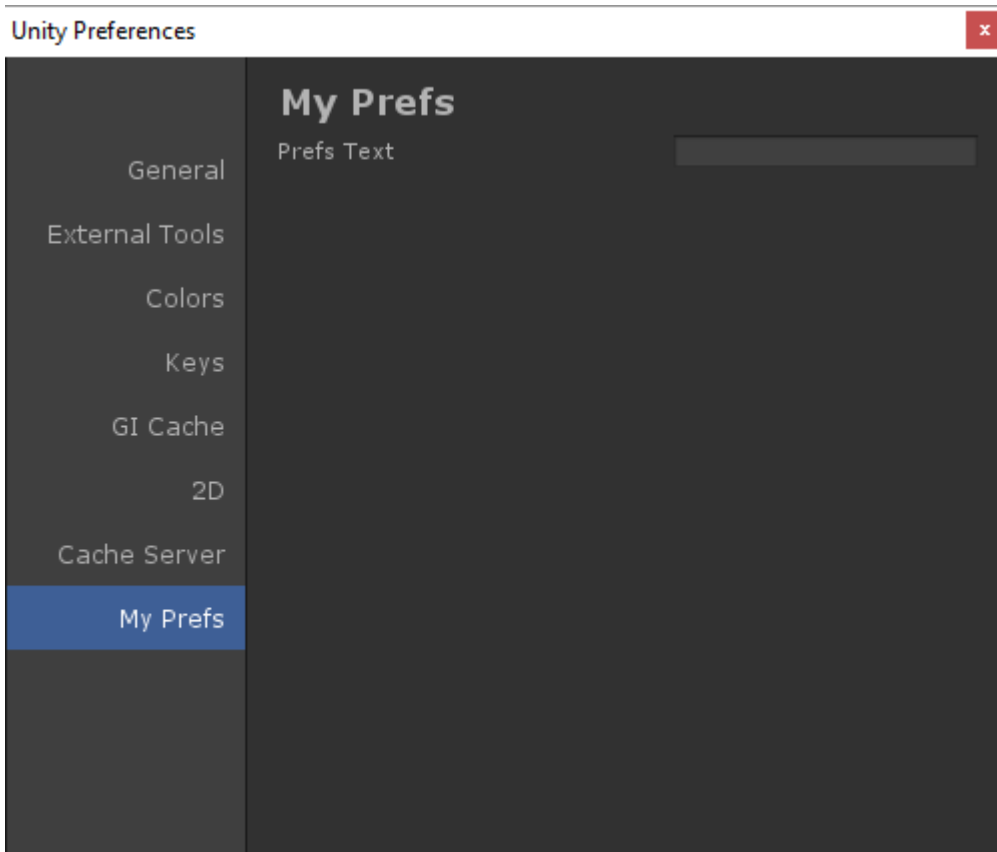 Unity Preferences
x
General
External Tools
Colors
Keys
GI Cache
2D
Cache Server
My Prefs
My Prefs
Prefs Text